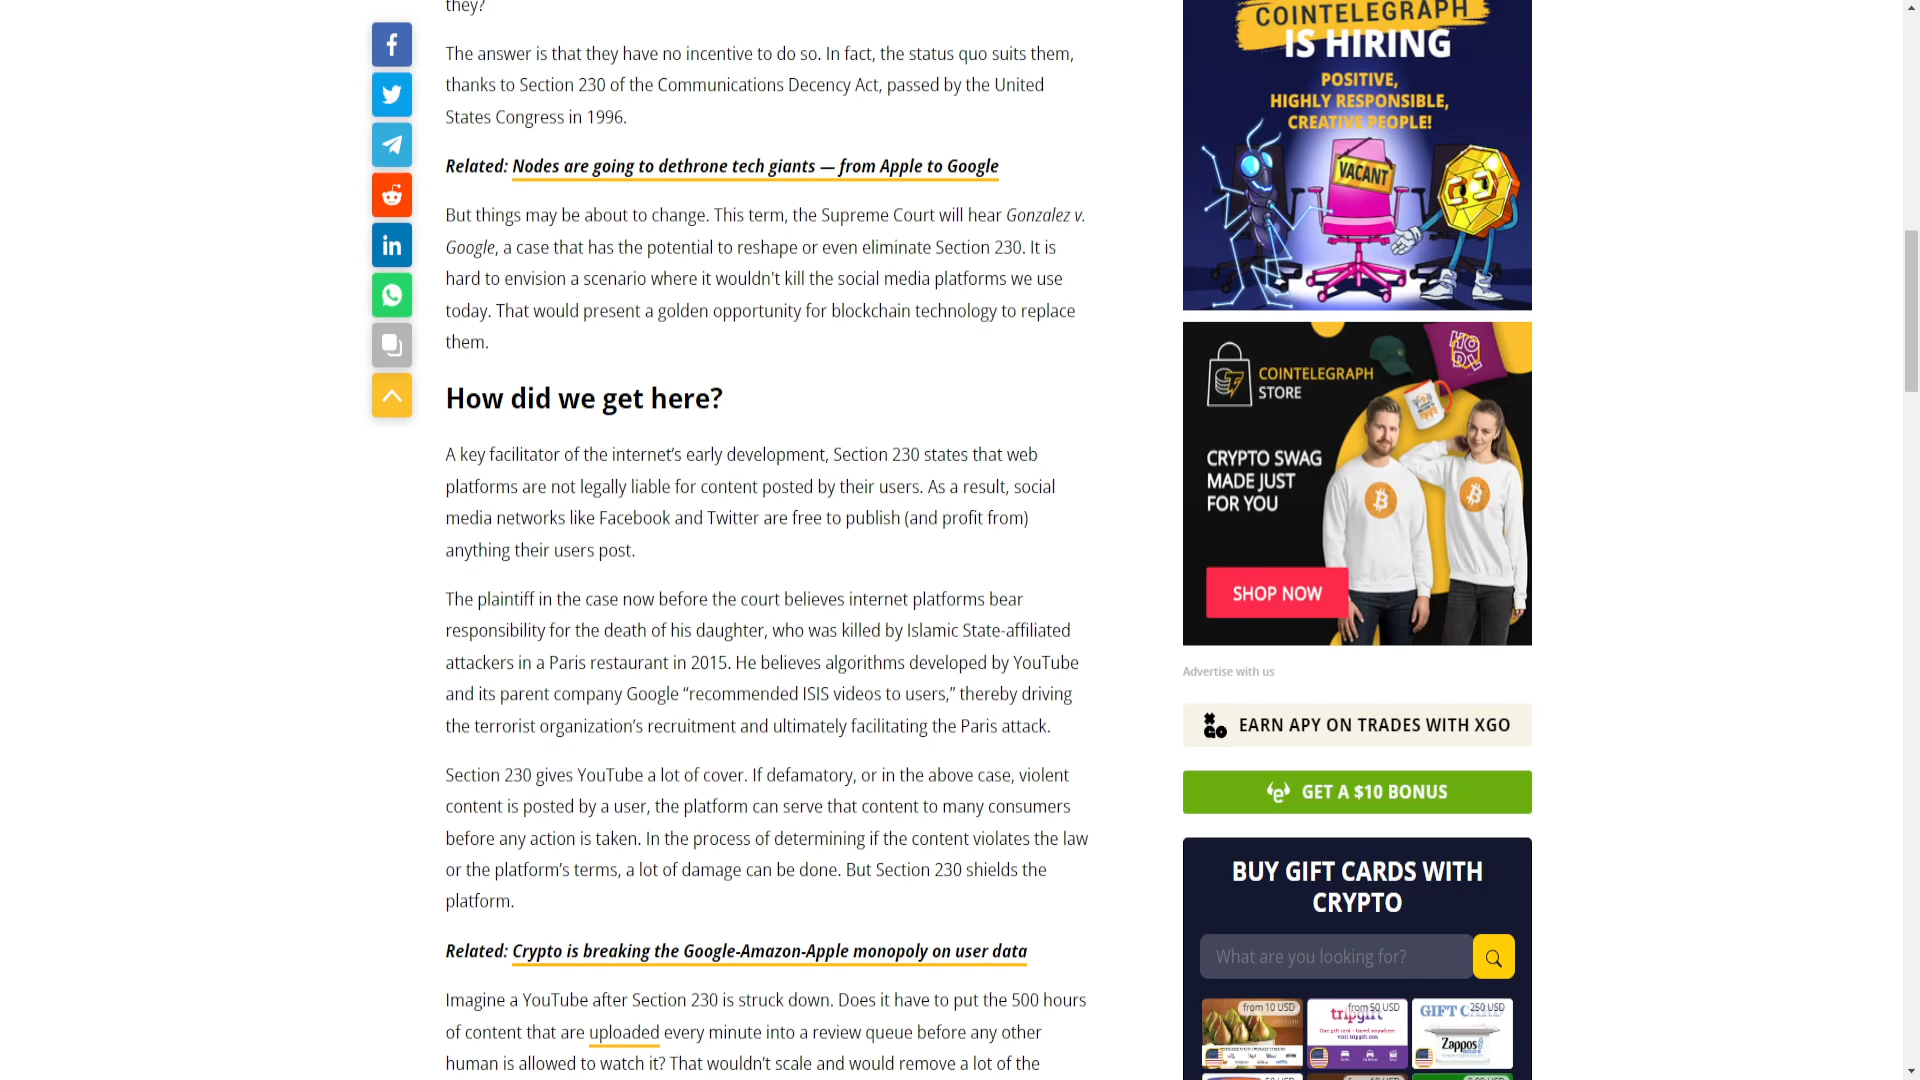 they?
The answer is that they have no incentive to do so. In fact, the status quo suits them,
thanks to Section 230 of the Communications Decency Act, passed by the United
States Congress in 1996.
Related: Nodes are going to dethrone tech giants — from Apple to Google
But things may be about to change. This term, the Supreme Court will hear Gonzalez v.
Google, a case that has the potential to reshape or even eliminate Section 230. It is
hard to envision a scenario where it wouldn't kill the social media platforms we use
today. That would present a golden opportunity for blockchain technology to replace
them.
How did we get here?
A key facilitator of the internet’s early development, Section 230 states that web
platforms are not legally liable for content posted by their users. As a result, social
media networks like Facebook and Twitter are free to publish (and profit from)
anything their users post.
The plaintiff in the case now before the court believes internet platforms bear
responsibility for the death of his daughter, who was killed by Islamic State-affiliated
attackers in a Paris restaurant in 2015. He believes algorithms developed by YouTube
and its parent company Google “recommended ISIS videos to users,” thereby driving
the terrorist organization’s recruitment and ultimately facilitating the Paris attack.
Section 230 gives YouTube a lot of cover. If defamatory, or in the above case, violent
content is posted by a user, the platform can serve that content to many consumers
before any action is taken. In the process of determining if the content violates the law
or the platform’s terms, a lot of damage can be done. But Section 230 shields the
platform.
Related: Crypto is breaking the Google-Amazon-Apple monopoly on user data
Imagine a YouTube after Section 230 is struck down. Does it have to put the 500 hours
of content that are uploaded every minute into a review queue before any other
human is allowed to watch it? That wouldn’t scale and would remove a lot of the
COINTELEGRAPH
IS HIRING
POSITIVE,
HIGHLY RESPONSIBLE,
CREATIVE PEOPLE!
VACANT
COINTELEGRAPH
STORE
HODL
CRYPTO SWAG
MADE JUST
FOR YOU
SHOP NOW
Advertise with us
XGO
EARN APY ON TRADES WITH XGO
GET A $10 BONUS
BUY GIFT CARDS WITH
CRYPTO
What are you looking for?
from 10 USD
from 50 USD
tripgift
One gift card - travel anywhere
visit tripgift.com
250 USD
GIFT
Zappos